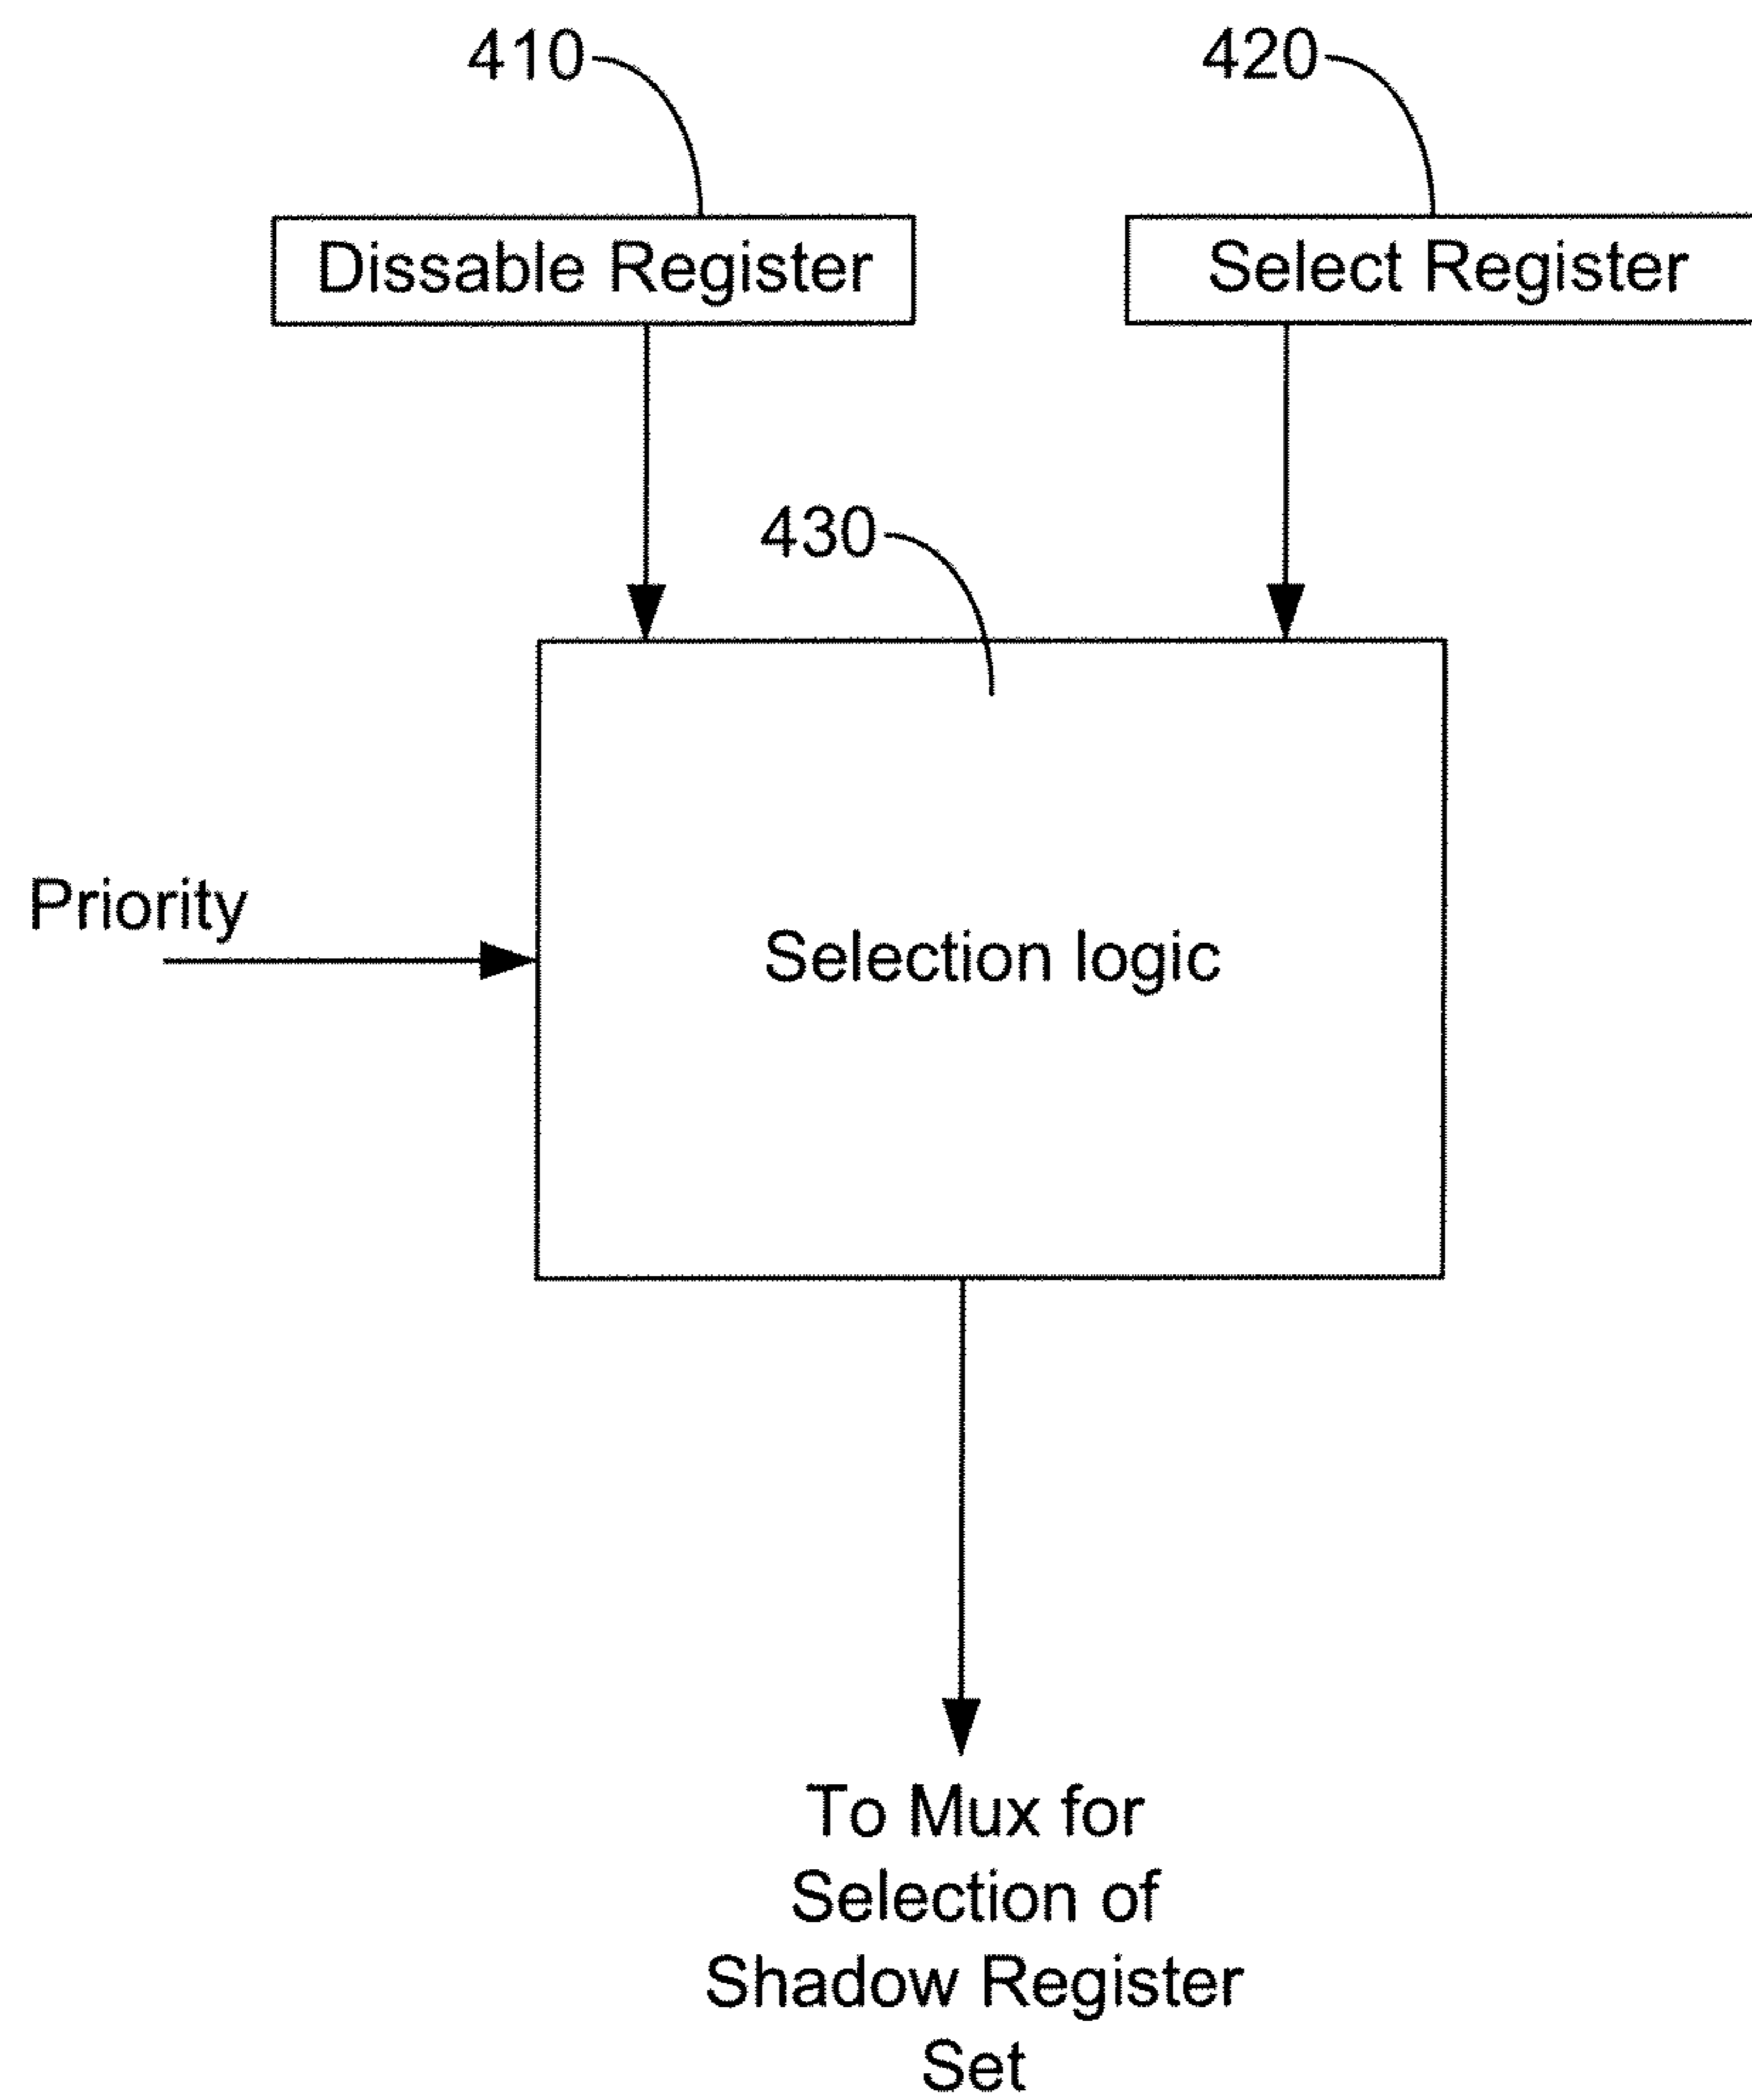 410
420
Dissable Register
Select Register
430
Priority
Selection logic
To Mux for
Selection of
Shadow Register
Set